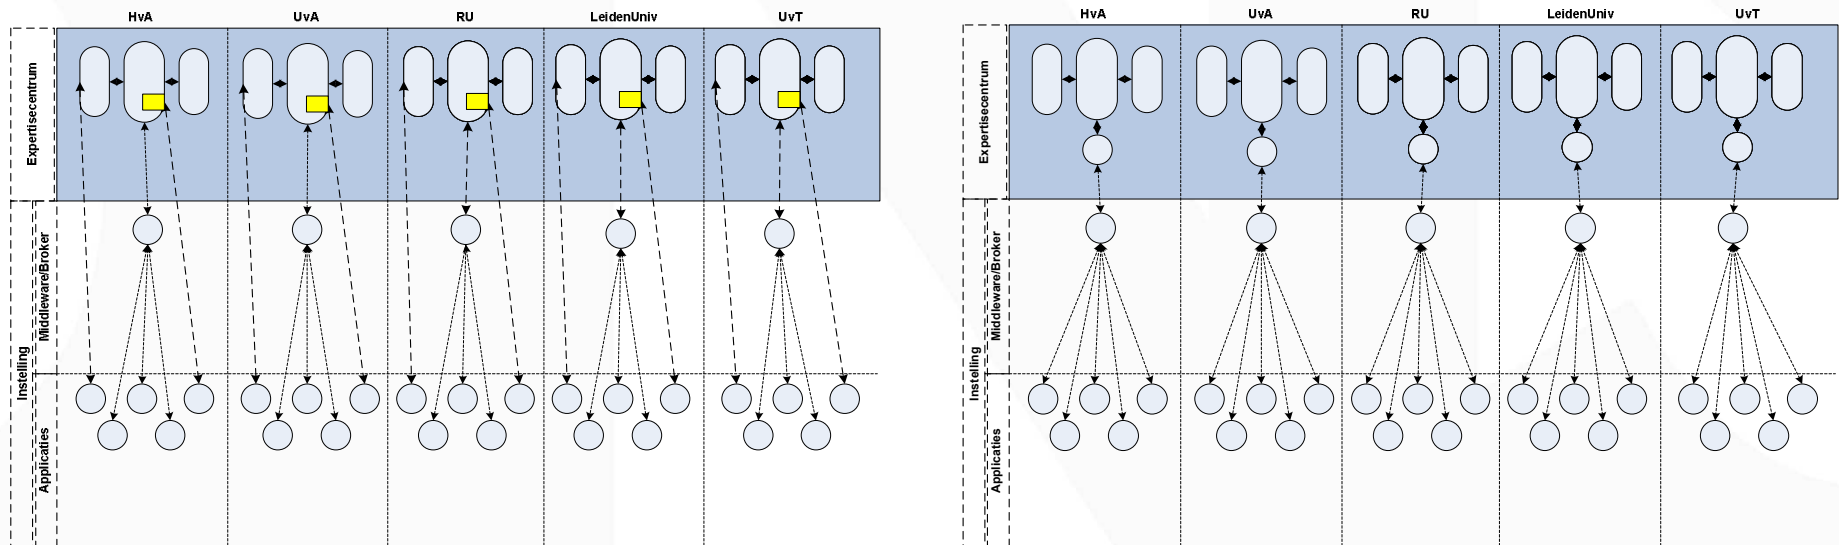 HvA UvA RU LeidenUniv UvT
Expertisecentrum
Instelling
Middleware/Broker
Applicaties
HvA UvA RU LeidenUniv UvT
Expertisecentrum
Instelling
Middleware/Broker
Applicaties